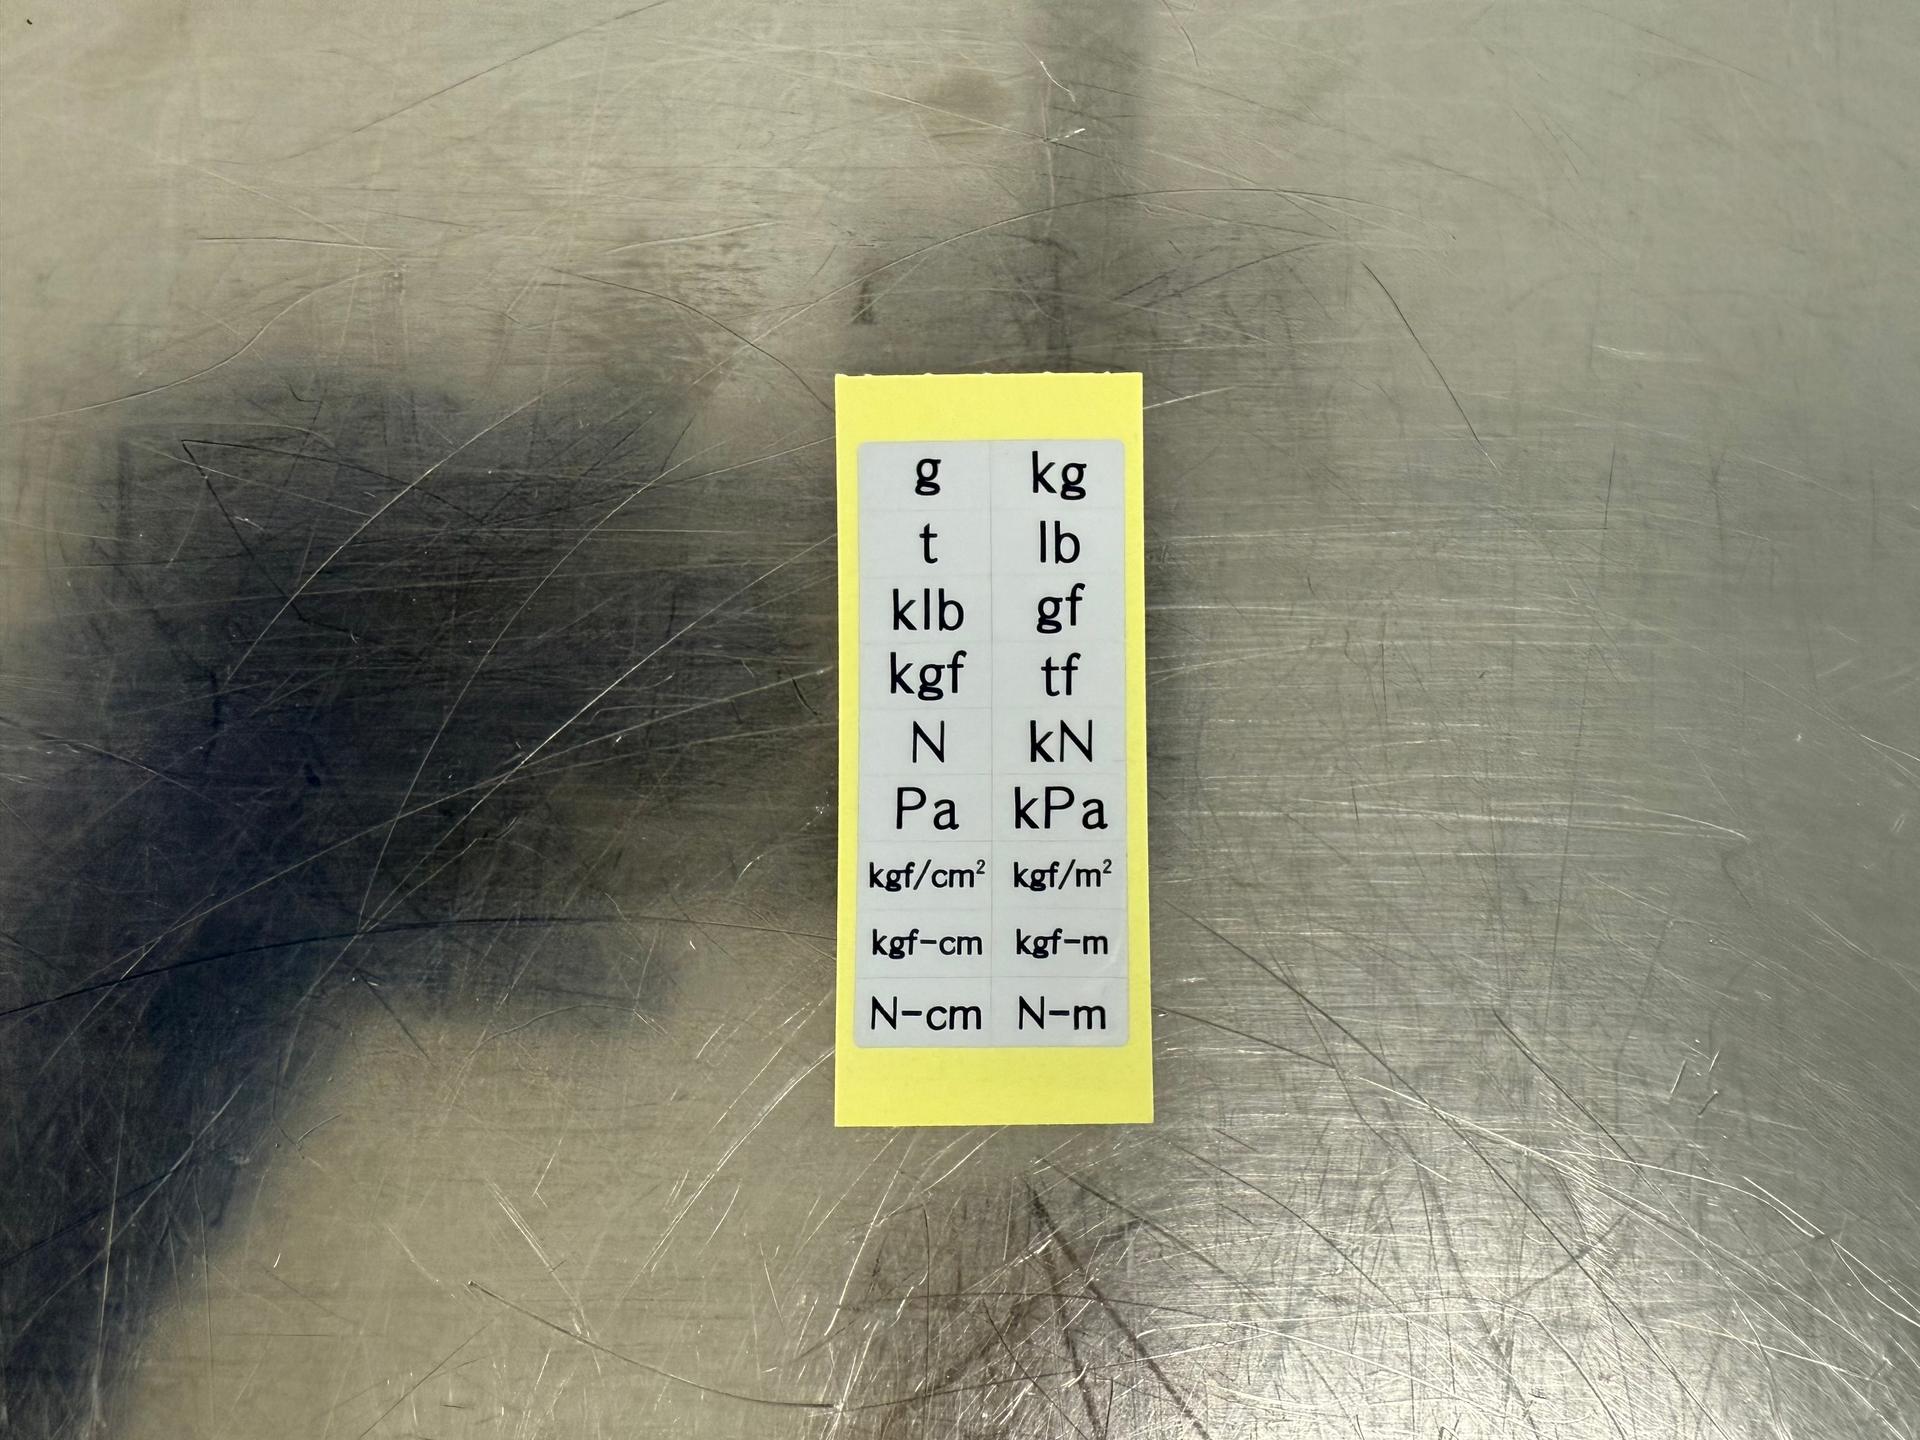 g kg
t lb
klb gf
kgf tf
N kN
Pa kPa
kgf/cm² kgf/m²
kgf-cm kgf-m
N-cm N-m